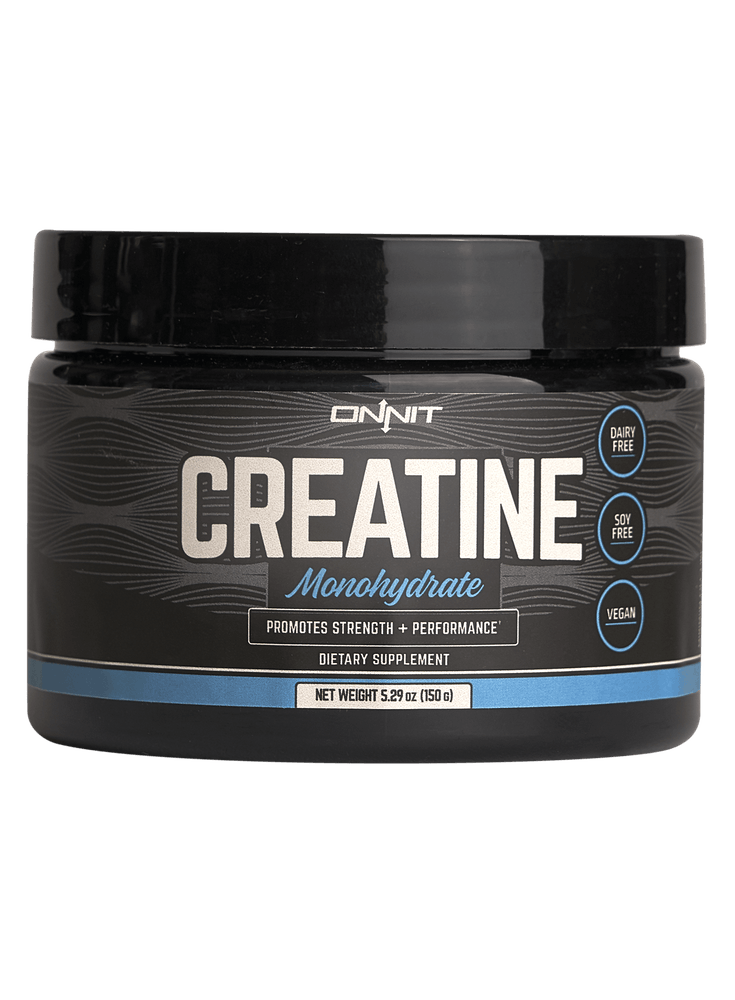 ONNIT
CREATINE
Monohydrate
PROMOTES STRENGTH + PERFORMANCE
DIETARY SUPPLEMENT
NET WEIGHT 5.29 oz (150 G)
DAIRY
FREE
SOY
FREE
VEGAN